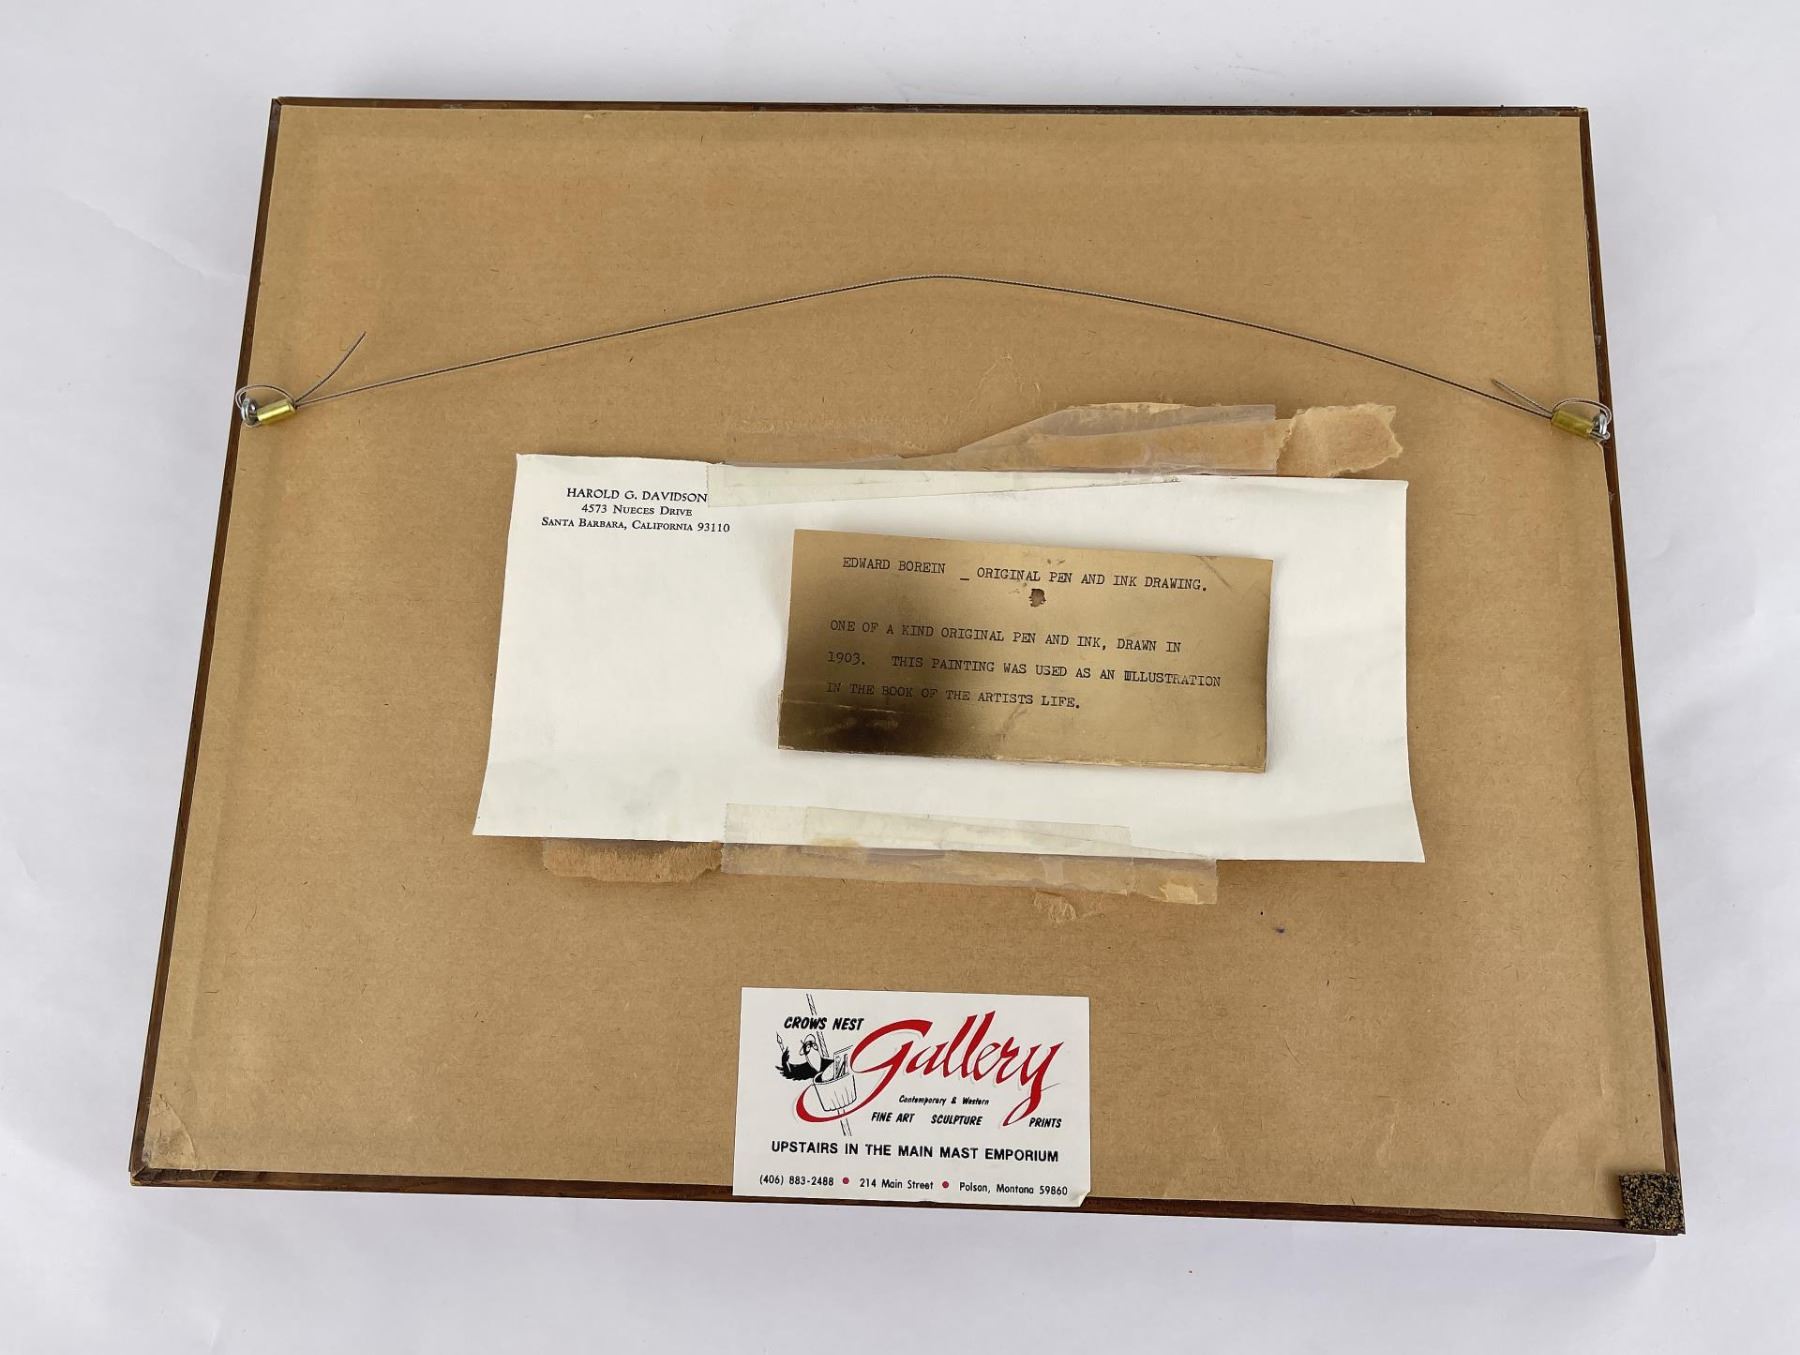 HAROLD G. DAVIDSON
4573 NUECES DRIVE
SANTA BARBARA, CALIFORNIA 93110
EDWARD BOREIN _ ORIGINAL PEN AND INK DRAWING.
ONE OF A KIND ORIGINAL PEN AND INK, DRAWN IN
1903. THIS PAINTING WAS USED AS AN ILLUSTRATION
IN THE BOOK OF THE ARTISTS LIFE.
CROWS NEST
Gallery
Contemporary & Western
FINE ART SCULPTURE PRINTS
UPSTAIRS IN THE MAIN MAST EMPORIUM
(406) 883-2488 • 214 Main Street • Polson, Montana 59860